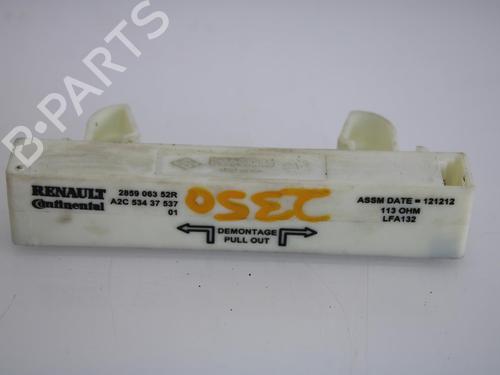 B-PARTS
RENAULT
Continental
2859 063 52R
A2C 534 37 537
01
2350
DEMONTAGE
PULL OUT
ASSM DATE = 121212
113 OHM
LFA132